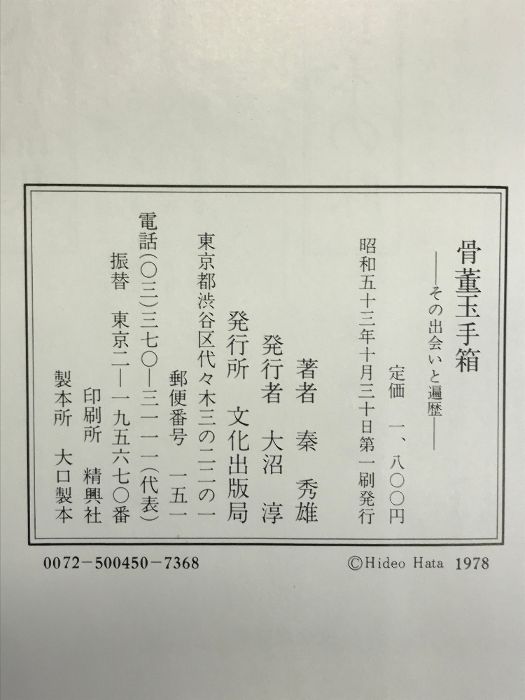 骨董玉手箱
――その出会いと遍歴――
定価　一、八〇〇円
昭和五十三年十月三十日第一刷発行
著者　秦　秀雄
発行者　大沼　淳
発行所　文化出版局
東京都渋谷区代々木三の二二の一
郵便番号　一五一
電話(〇三)三七〇―三一一一(代表)
振替　東京二―一九五六七〇番
印刷所　精興社
製本所　大口製本
0072-500450-7368
©Hideo Hata 1978